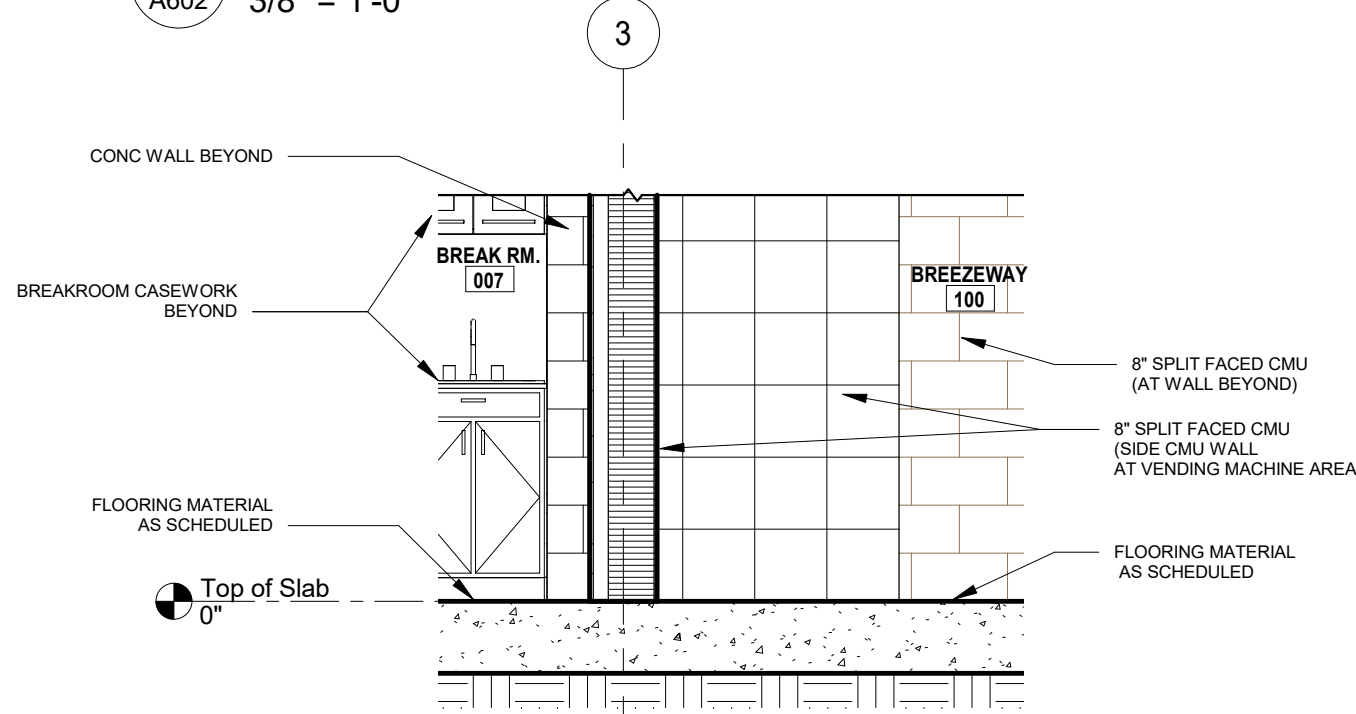 A602
3/8" = 1'-0"
3
CONC WALL BEYOND
BREAK RM.
007
BREEZEWAY
100
BREAKROOM CASEWORK
BEYOND
8" SPLIT FACED CMU
(AT WALL BEYOND)
8" SPLIT FACED CMU
(SIDE CMU WALL
AT VENDING MACHINE AREA
FLOORING MATERIAL
AS SCHEDULED
FLOORING MATERIAL
AS SCHEDULED
Top of Slab
0"